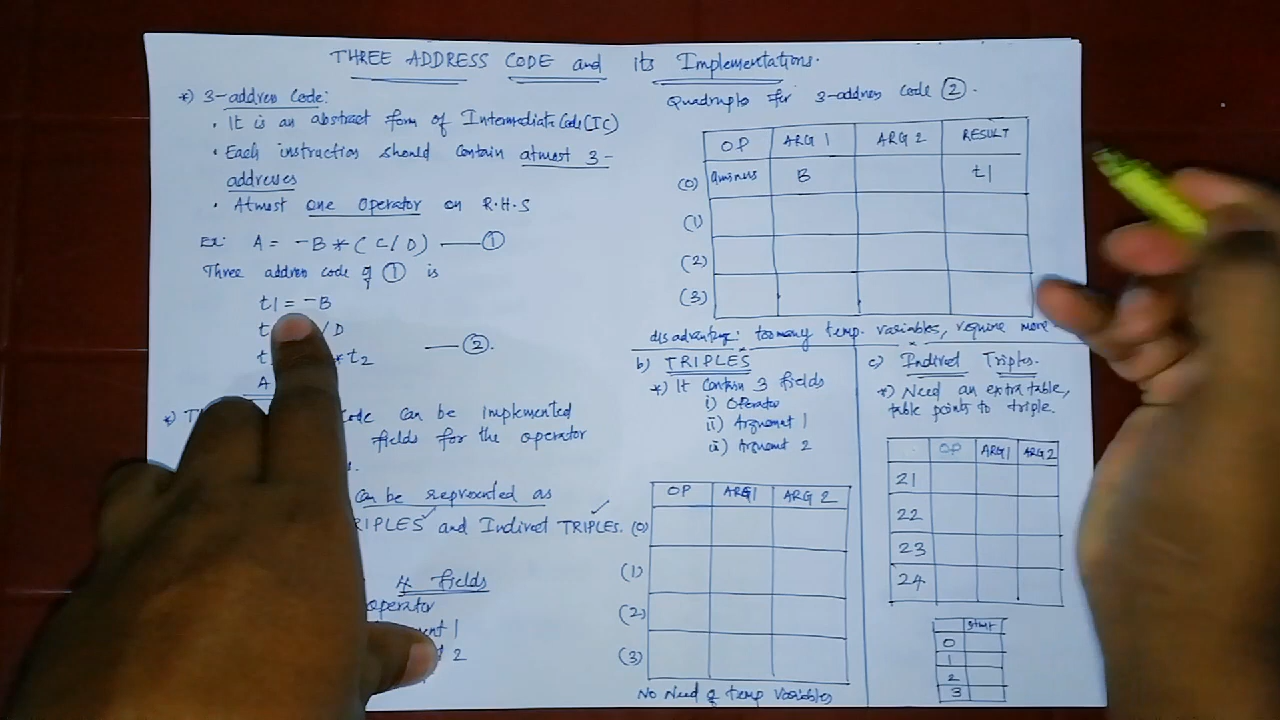 THREE ADDRESS CODE and its Implementations.
*) 3-address Code:
• It is an abstract form of Intermediate Code (IC)
• Each instruction should contain atmost 3-
addresses
• Atmost one operator on R.H.S
Ex: A = -B * ( C / D ) —— ①
Three address code of ① is
t1 = -B
t / D
t * t2 —— ②.
A
*) Code can be implemented
fields for the operator
Can be represented as
RIPLES ✓ and Indirect TRIPLES. ✓
4 fields
operator
ent 1
2
Quadruple for 3-address code ②.
OP ARG 1 ARG 2 RESULT
(0) B t1
(1)
(2)
(3)
disadvantage: too many temp. variables, require more
b) TRIPLES
*) It Contain 3 fields
i) Operator
ii) Argument 1
iii) Argument 2
OP ARG1 ARG 2
(0)
(1)
(2)
(3)
No Need of temp variables
c) Indirect Triples.
*) Need an extra table,
table points to triple.
OP ARG1 ARG2
21
22
23
24
stmt
0
1
2
3